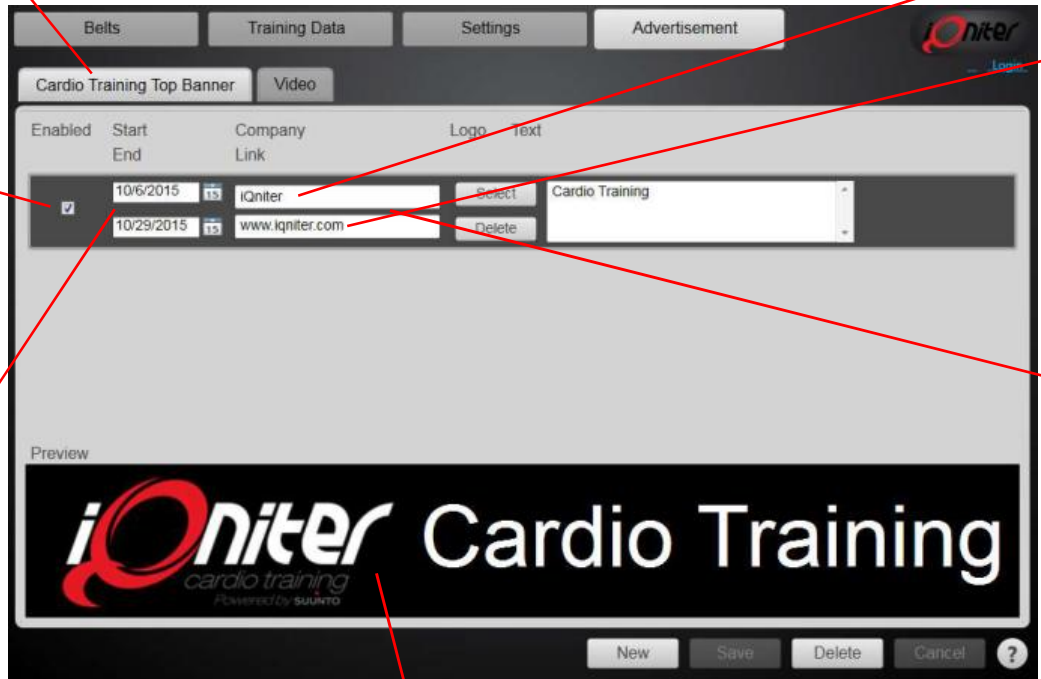 Belts Training Data Settings Advertisement iQniter
Login
Cardio Training Top Banner Video
Enabled Start Company Logo Text
End Link
10/6/2015 15 iQniter Select Cardio Training
10/29/2015 15 www.iqniter.com Delete
Preview
iQniter Cardio Training
cardio training
Powered by SUUNTO
New Save Delete Cancel ?